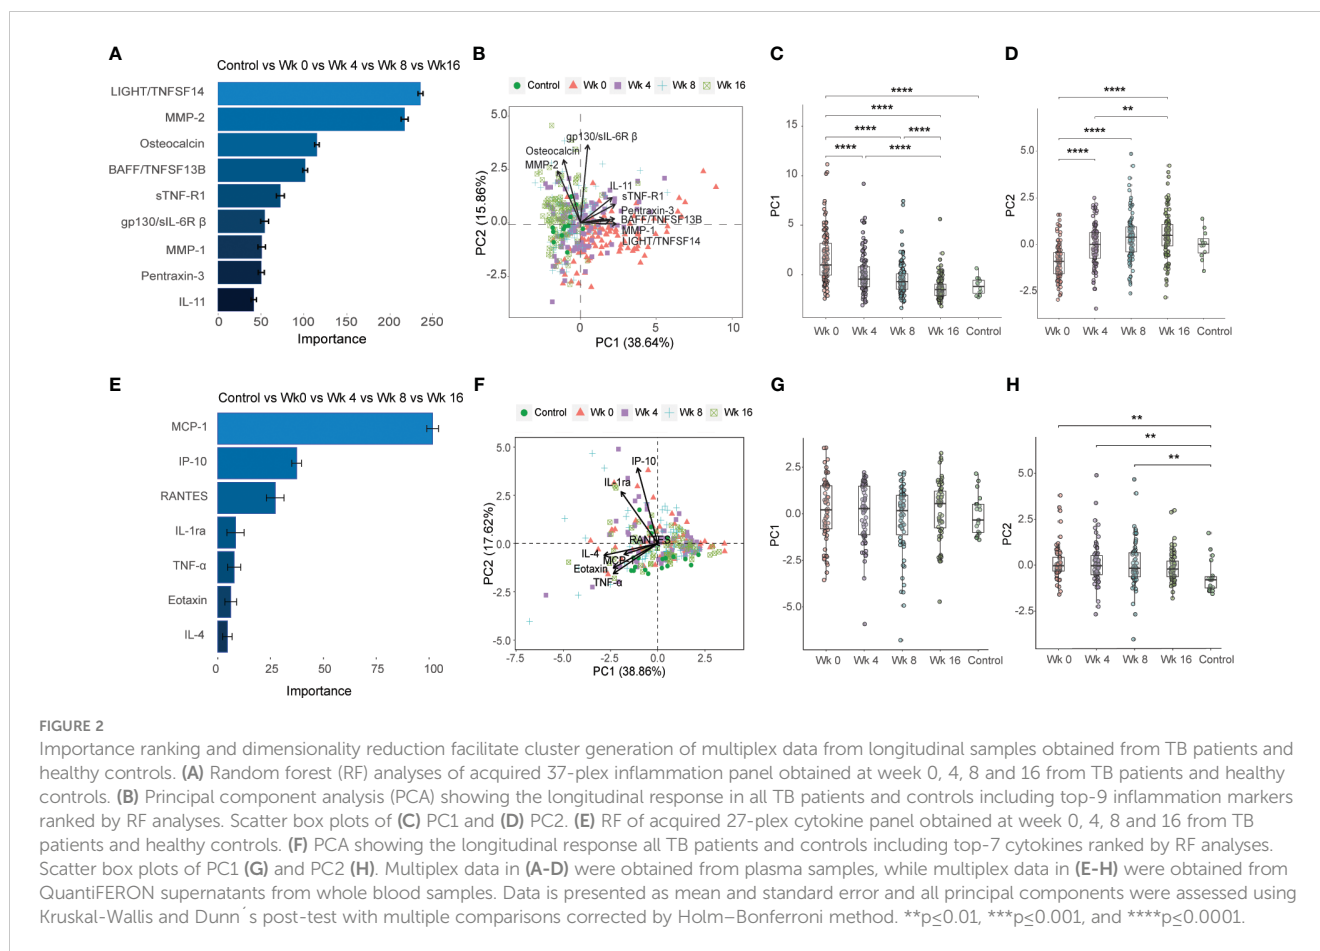 A
Control vs Wk 0 vs Wk 4 vs Wk 8 vs Wk16
LIGHT/TNFSF14
MMP-2
Osteocalcin
BAFF/TNFSF13B
sTNF-R1
gp130/sIL-6R β
MMP-1
Pentraxin-3
IL-11
0 50 100 150 200 250
Importance
B
Control Wk 0 Wk 4 Wk 8 Wk 16
5.0
2.5
0.0
-2.5
PC2 (15.86%)
gp130/sIL-6R β
Osteocalcin
MMP-2
IL-11
sTNF-R1
Pentraxin-3
BAFF/TNFSF13B
MMP-1
LIGHT/TNFSF14
0 5 10
PC1 (38.64%)
C
****
****
**** ****
**** ****
15
10
5
0
PC1
Wk 0 Wk 4 Wk 8 Wk 16 Control
D
****
**
****
****
5.0
2.5
0.0
-2.5
PC2
Wk 0 Wk 4 Wk 8 Wk 16 Control
E
Control vs Wk0 vs Wk 4 vs Wk 8 vs Wk 16
MCP-1
IP-10
RANTES
IL-1ra
TNF-α
Eotaxin
IL-4
0 25 50 75 100
Importance
F
Control Wk 0 Wk 4 Wk 8 Wk 16
5.0
2.5
0.0
-2.5
-5.0
PC2 (17.62%)
IP-10
IL-1ra
RANTES
IL-4
MCP-1
Eotaxin
TNF-α
-7.5 -5.0 -2.5 0.0 2.5
PC1 (38.86%)
G
5.0
2.5
0.0
-5.0
PC1
Wk 0 Wk 4 Wk 8 Wk 16 Control
H
**
**
**
5.0
2.5
0.0
-2.5
PC2
Wk 0 Wk 4 Wk 8 Wk 16 Control
FIGURE 2
Importance ranking and dimensionality reduction facilitate cluster generation of multiplex data from longitudinal samples obtained from TB patients and
healthy controls. (A) Random forest (RF) analyses of acquired 37-plex inflammation panel obtained at week 0, 4, 8 and 16 from TB patients and healthy
controls. (B) Principal component analysis (PCA) showing the longitudinal response in all TB patients and controls including top-9 inflammation markers
ranked by RF analyses. Scatter box plots of (C) PC1 and (D) PC2. (E) RF of acquired 27-plex cytokine panel obtained at week 0, 4, 8 and 16 from TB
patients and healthy controls. (F) PCA showing the longitudinal response all TB patients and controls including top-7 cytokines ranked by RF analyses.
Scatter box plots of PC1 (G) and PC2 (H). Multiplex data in (A-D) were obtained from plasma samples, while multiplex data in (E-H) were obtained from
QuantiFERON supernatants from whole blood samples. Data is presented as mean and standard error and all principal components were assessed using
Kruskal-Wallis and Dunn´s post-test with multiple comparisons corrected by Holm–Bonferroni method. **p≤0.01, ***p≤0.001, and ****p≤0.0001.